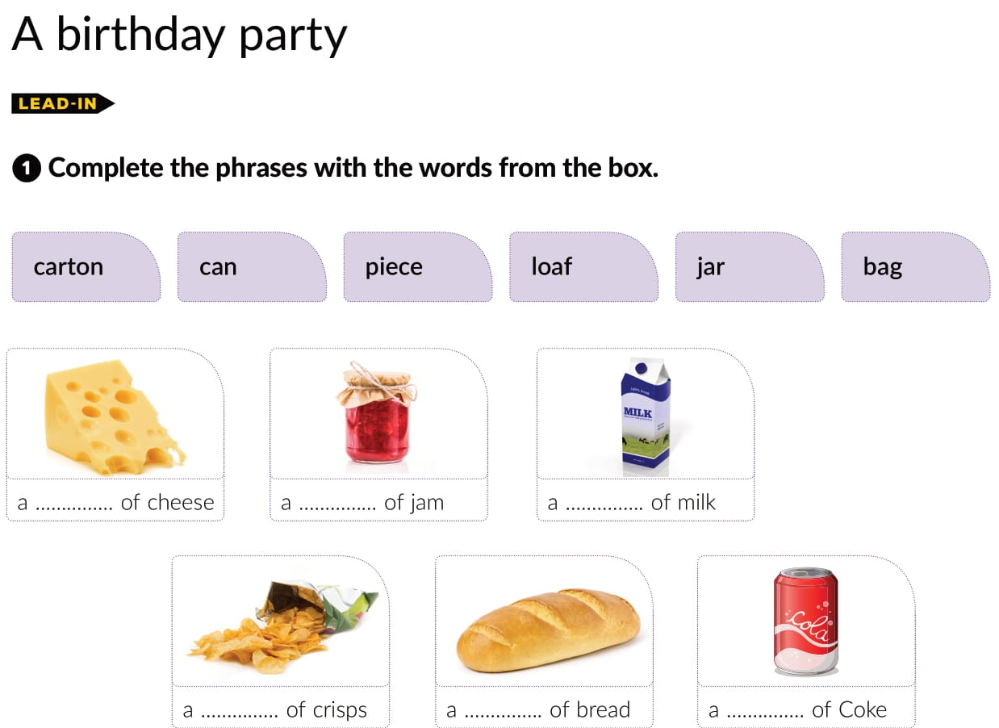 A birthday party
LEAD-IN
1 Complete the phrases with the words from the box.
carton can piece loaf jar bag
MILK
a ............... of cheese a ............... of jam a ............... of milk
cola
a ............... of crisps a ............... of bread a ............... of Coke